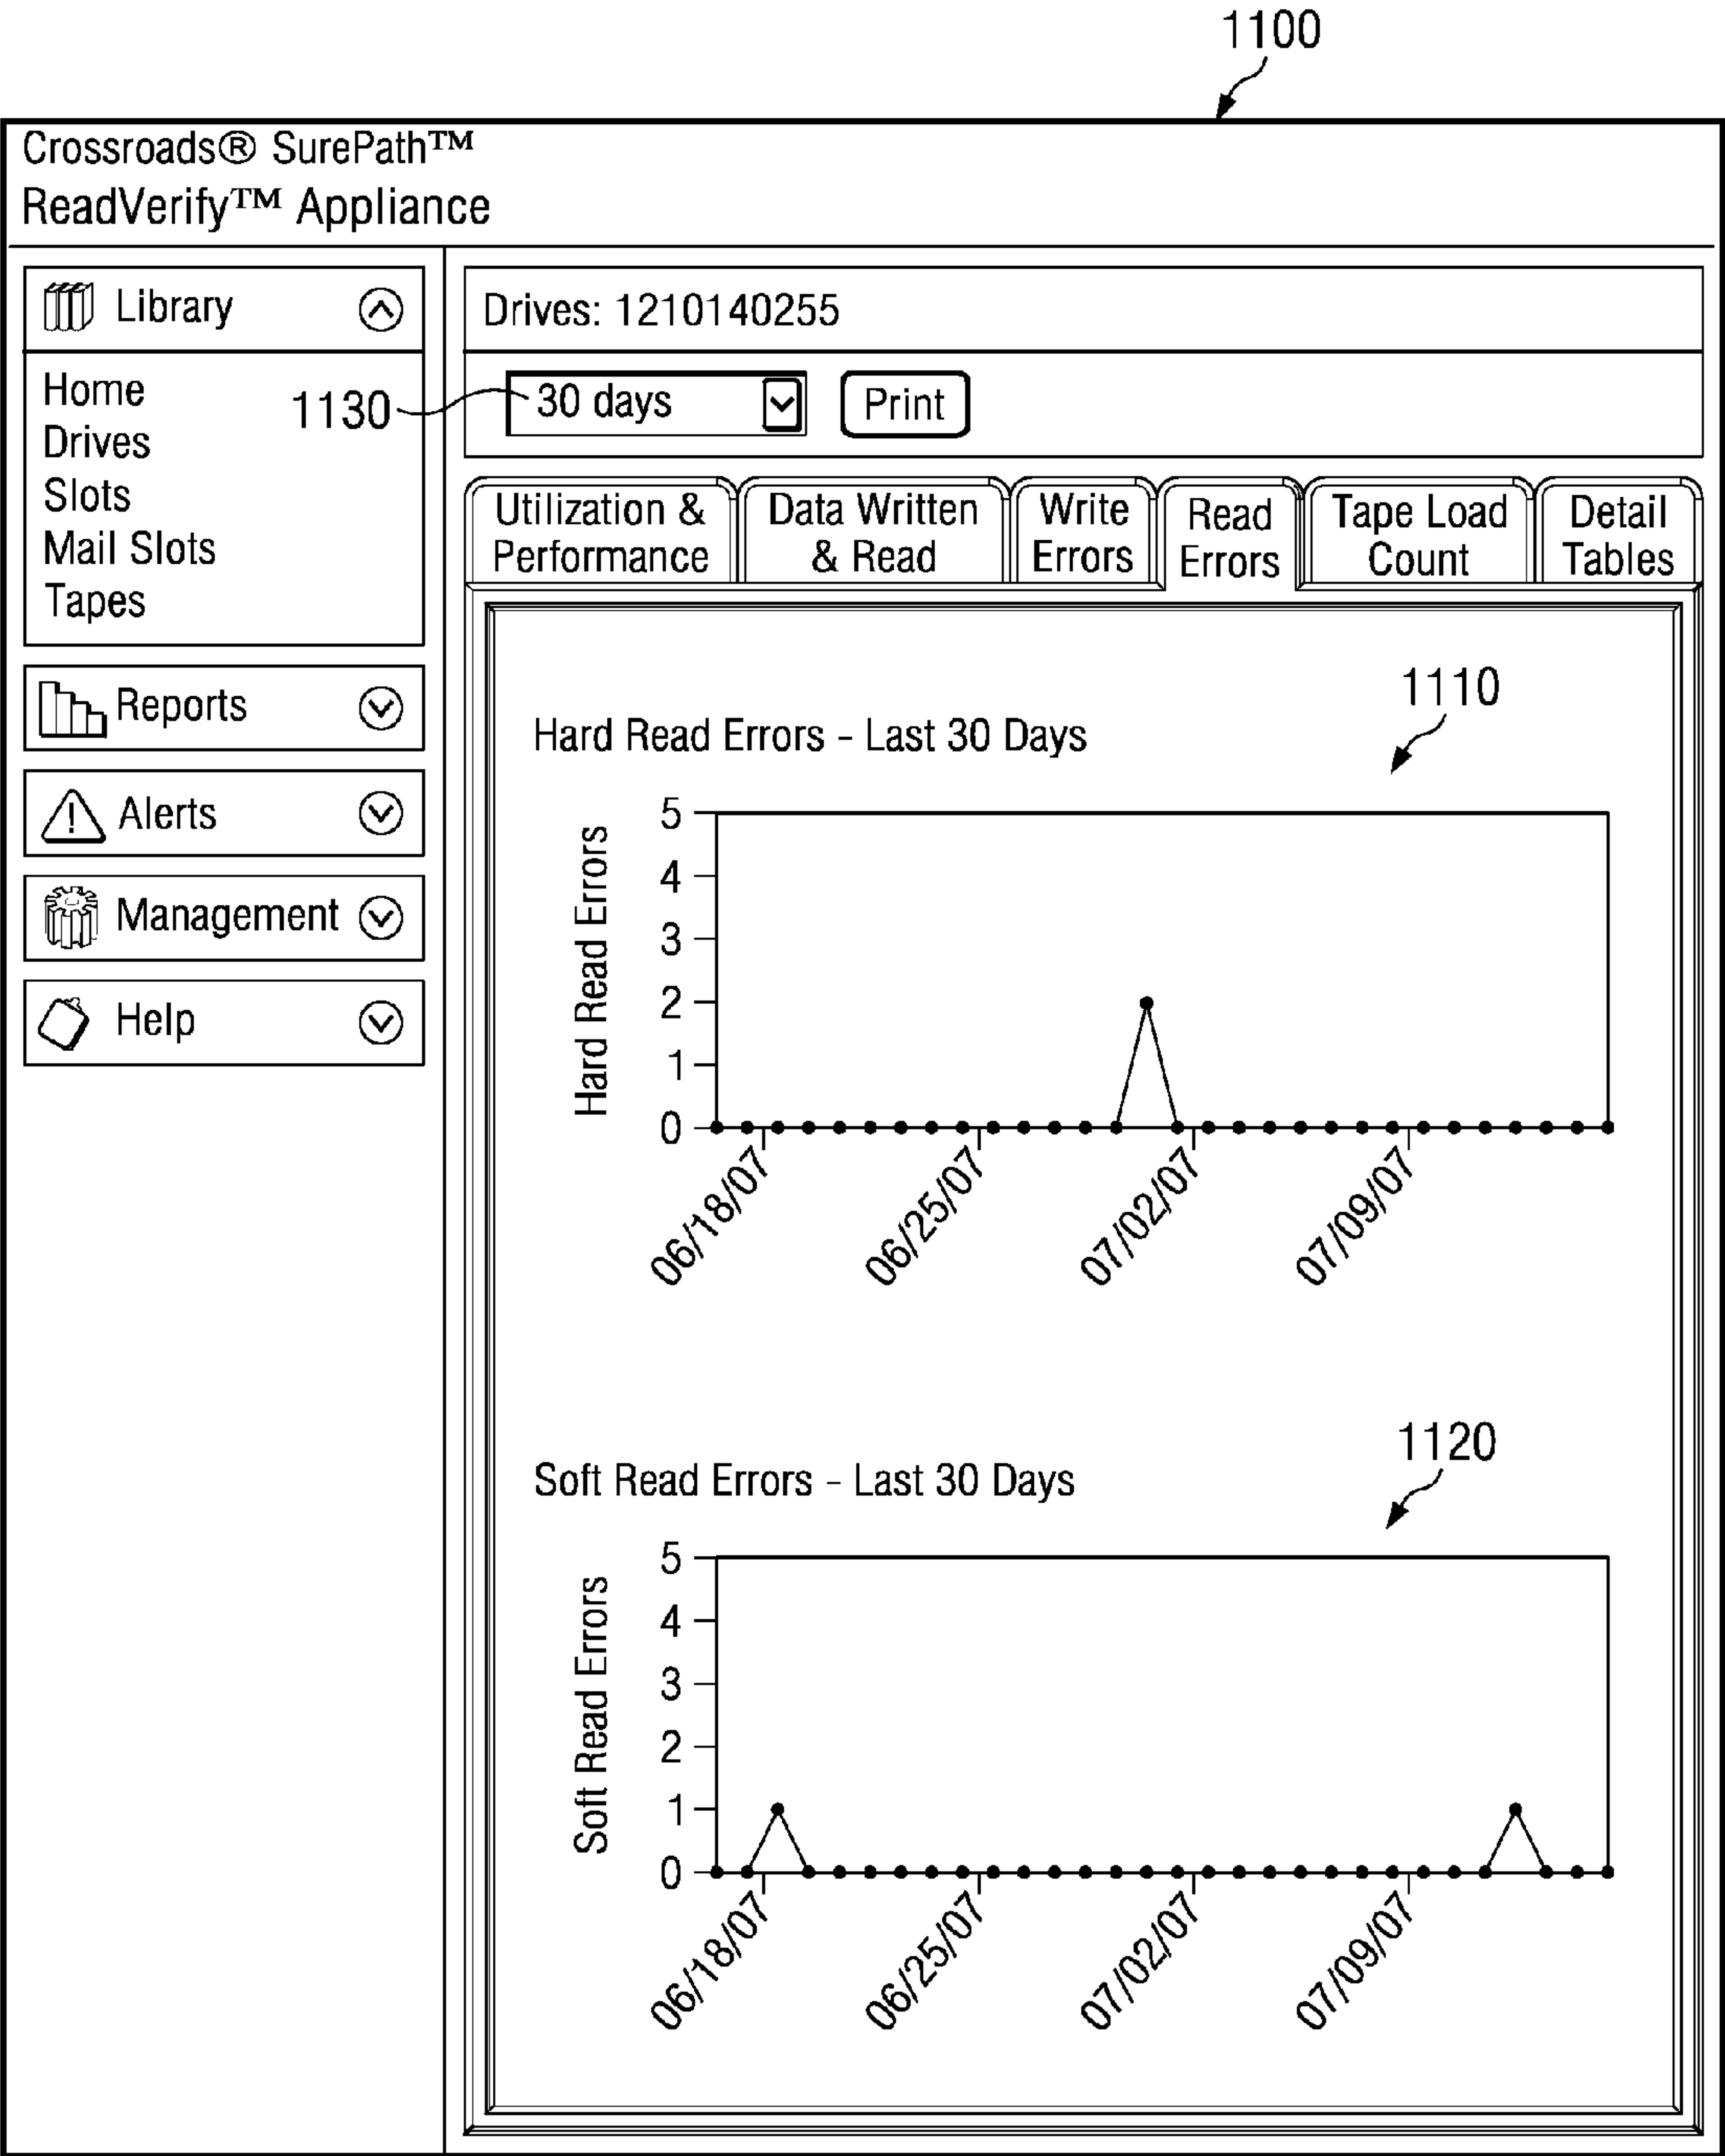 1100
Crossroads® SurePath™
ReadVerify™ Appliance
Library
Home
Drives
Slots
Mail Slots
Tapes
Reports
Alerts
Management
Help
Drives: 1210140255
1130
30 days
Print
Utilization &
Performance
Data Written
& Read
Write
Errors
Read
Errors
Tape Load
Count
Detail
Tables
1110
Hard Read Errors - Last 30 Days
Hard Read Errors
5
4
3
2
1
0
06/18/07
06/25/07
07/02/07
07/09/07
1120
Soft Read Errors - Last 30 Days
Soft Read Errors
5
4
3
2
1
0
06/18/07
06/25/07
07/02/07
07/09/07